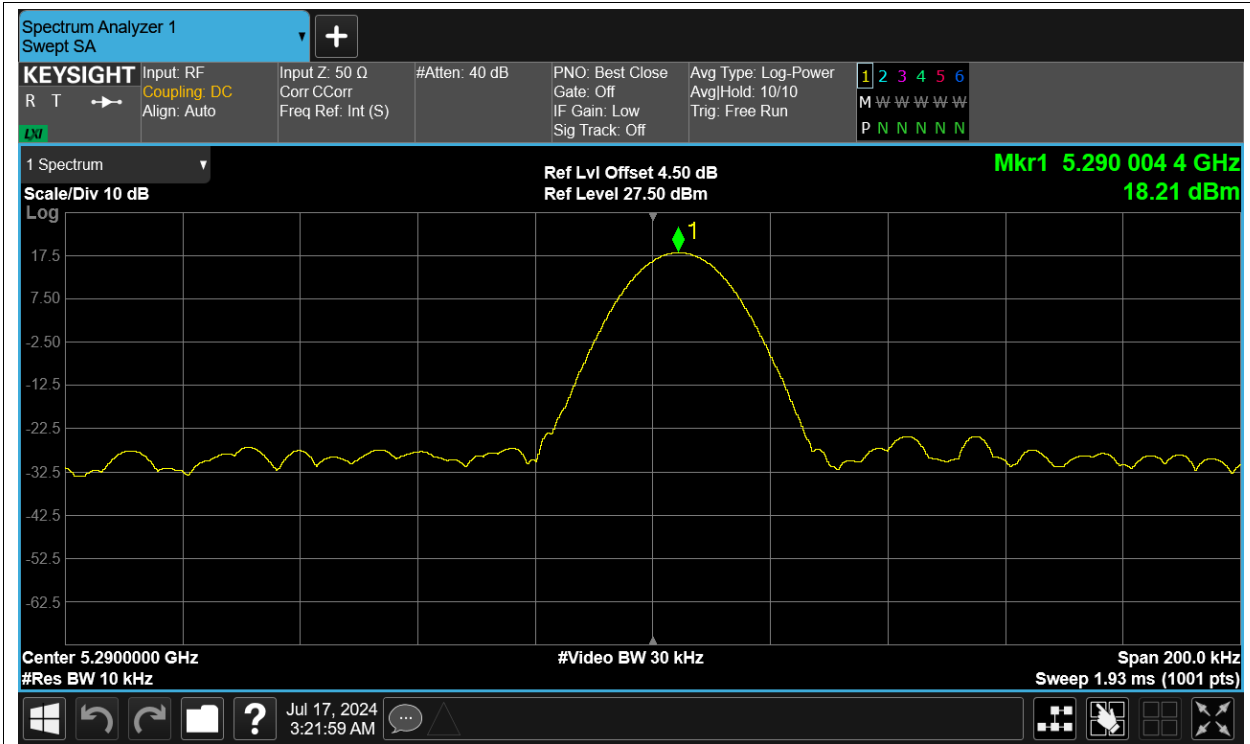 Spectrum Analyzer 1
Swept SA
KEYSIGHT
R T
LXI
Input: RF
Coupling: DC
Align: Auto
Input Z: 50 Ω
Corr CCorr
Freq Ref: Int (S)
#Atten: 40 dB
PNO: Best Close
Gate: Off
IF Gain: Low
Sig Track: Off
Avg Type: Log-Power
Avg|Hold: 10/10
Trig: Free Run
1 2 3 4 5 6
M W W W W W
P N N N N N
1 Spectrum
Scale/Div 10 dB
Log
Ref Lvl Offset 4.50 dB
Ref Level 27.50 dBm
Mkr1 5.290 004 4 GHz
18.21 dBm
1
17.5
7.50
-2.50
-12.5
-22.5
-32.5
-42.5
-52.5
-62.5
Center 5.2900000 GHz
#Res BW 10 kHz
#Video BW 30 kHz
Span 200.0 kHz
Sweep 1.93 ms (1001 pts)
?
Jul 17, 2024
3:21:59 AM